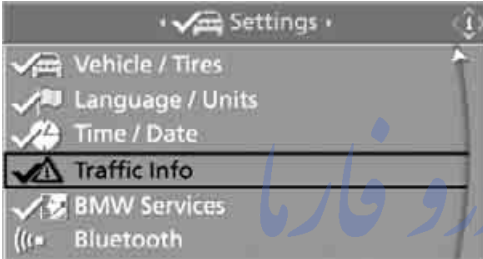 Settings
Vehicle / Tires
Language / Units
Time / Date
Traffic Info
BMW Services
Bluetooth